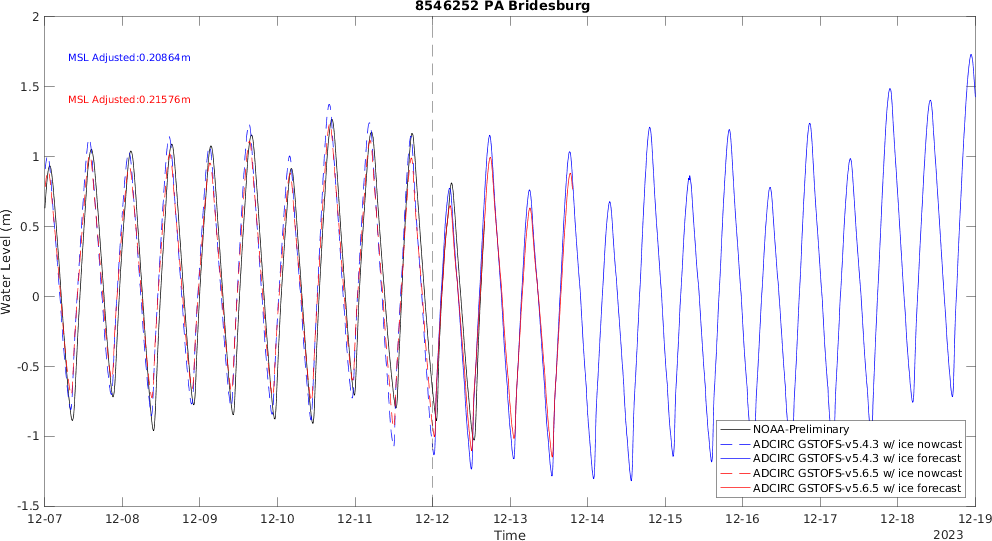 8546252 PA Bridesburg
MSL Adjusted:0.20864m
MSL Adjusted:0.21576m
Water Level (m)
2
1.5
1
0.5
0
-0.5
-1
-1.5
NOAA-Preliminary
ADCIRC GSTOFS-v5.4.3 w/ ice nowcast
ADCIRC GSTOFS-v5.4.3 w/ ice forecast
ADCIRC GSTOFS-v5.6.5 w/ ice nowcast
ADCIRC GSTOFS-v5.6.5 w/ ice forecast
12-07 12-08 12-09 12-10 12-11 12-12 12-13 12-14 12-15 12-16 12-17 12-18 12-19
Time
2023